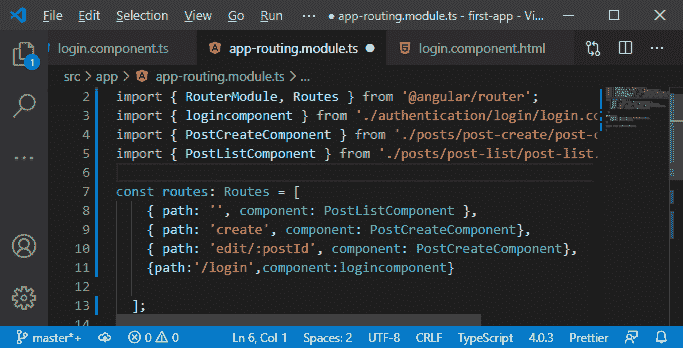 File Edit Selection View Go Run ··· app-routing.module.ts - first-app - Vi...
login.component.ts app-routing.module.ts login.component.html ···
src > app > app-routing.module.ts > ...
2 import { RouterModule, Routes } from '@angular/router';
3 import { logincomponent } from './authentication/login/login.co
4 import { PostCreateComponent } from './posts/post-create/post-c
5 import { PostListComponent } from './posts/post-list/post-list.
6
7 const routes: Routes = [
8 { path: '', component: PostListComponent },
9 { path: 'create', component: PostCreateComponent},
10 { path: 'edit/:postId', component: PostCreateComponent},
11 {path:'/login',component:logincomponent}
12
13 ];
14
1
master*+ 0 0 Ln 6, Col 1 Spaces: 2 UTF-8 CRLF TypeScript 4.0.3 Prettier